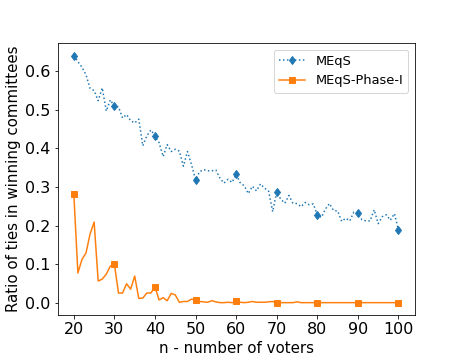 MEqS
MEqS-Phase-I
Ratio of ties in winning committees
0.6
0.5
0.4
0.3
0.2
0.1
0.0
20 30 40 50 60 70 80 90 100
n - number of voters